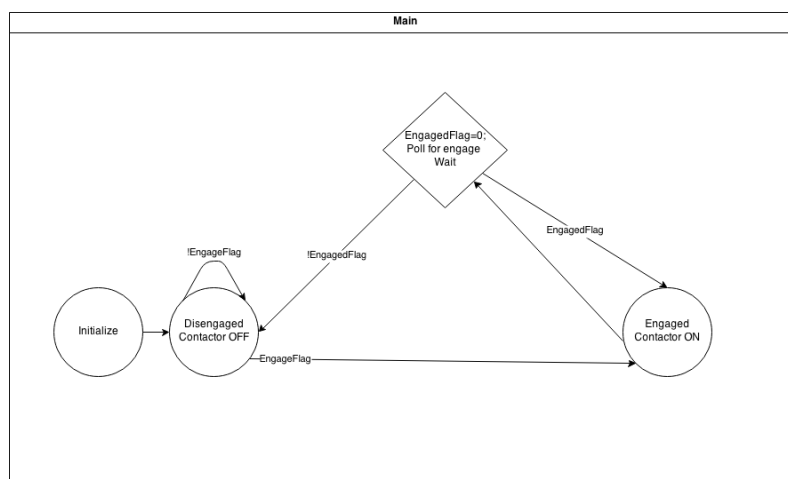 Main
EngagedFlag=0;
Poll for engage
Wait
EngagedFlag
!EngageFlag
!EngagedFlag
Initialize
Disengaged
Contactor OFF
Engaged
Contactor ON
EngageFlag